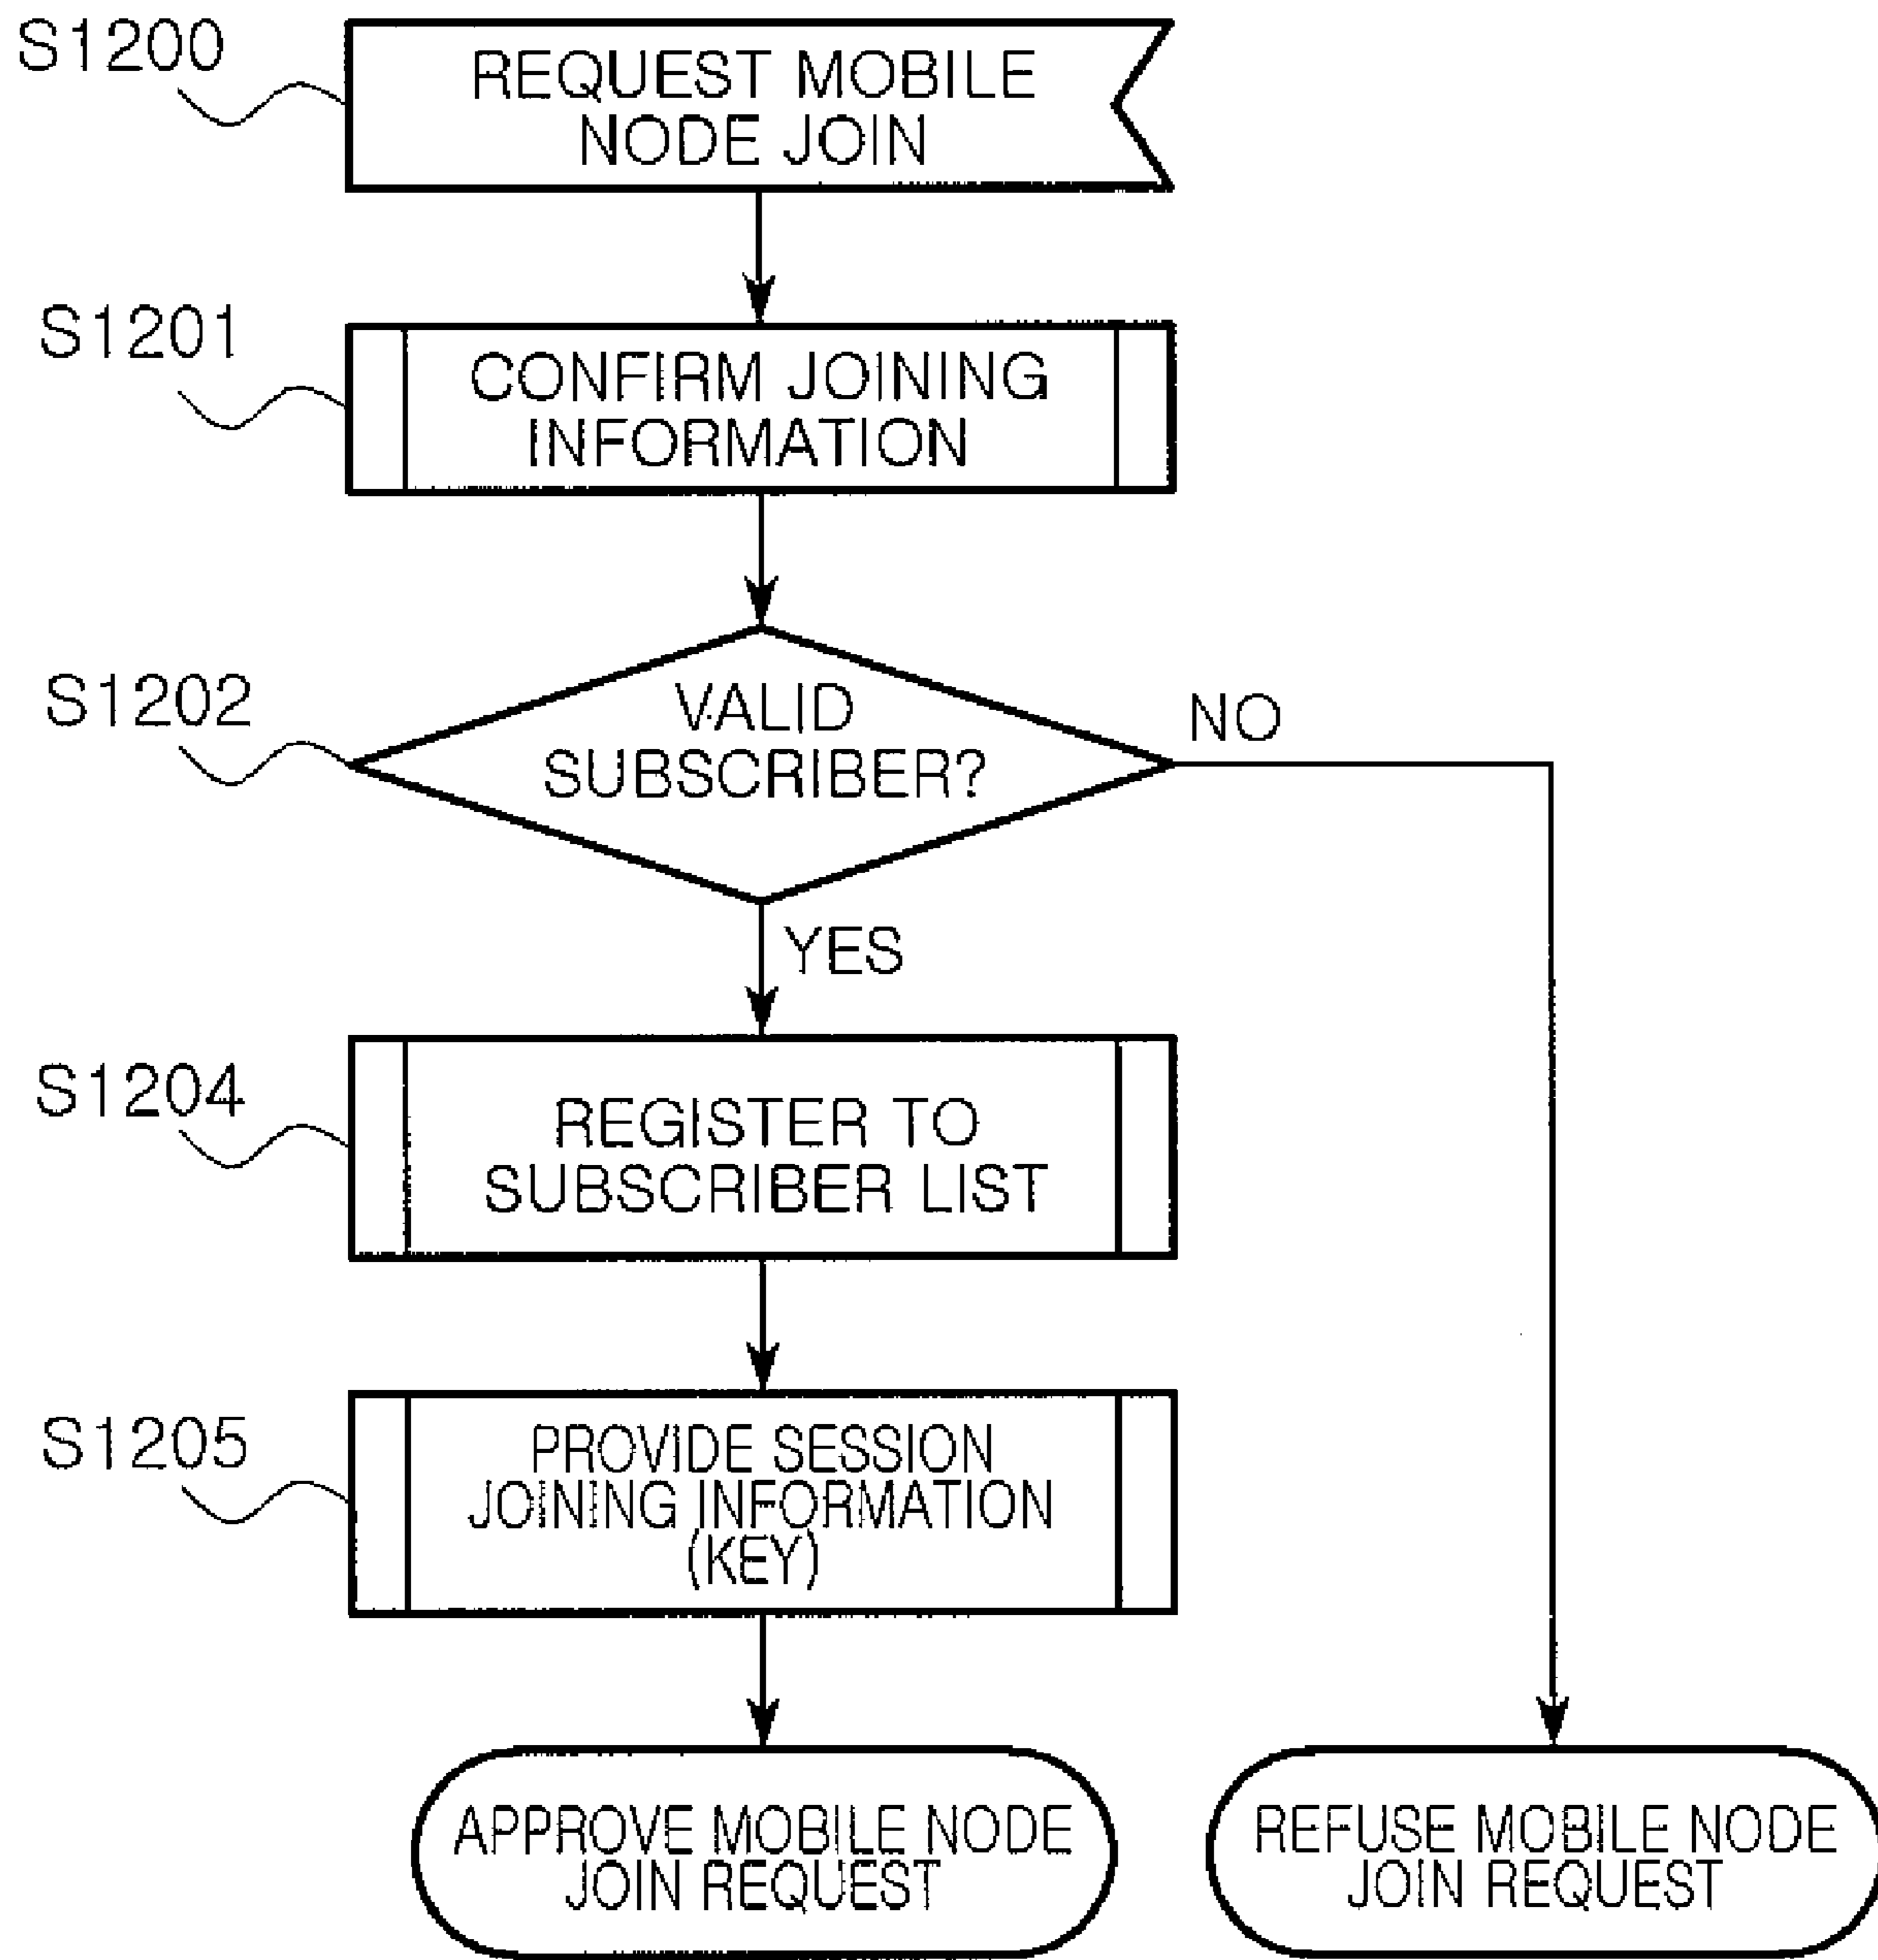 S1200
REQUEST MOBILE
NODE JOIN
S1201
CONFIRM JOINING
INFORMATION
S1202
VALID
SUBSCRIBER?
NO
YES
S1204
REGISTER TO
SUBSCRIBER LIST
S1205
PROVIDE SESSION
JOINING INFORMATION
(KEY)
APPROVE MOBILE NODE
JOIN REQUEST
REFUSE MOBILE NODE
JOIN REQUEST